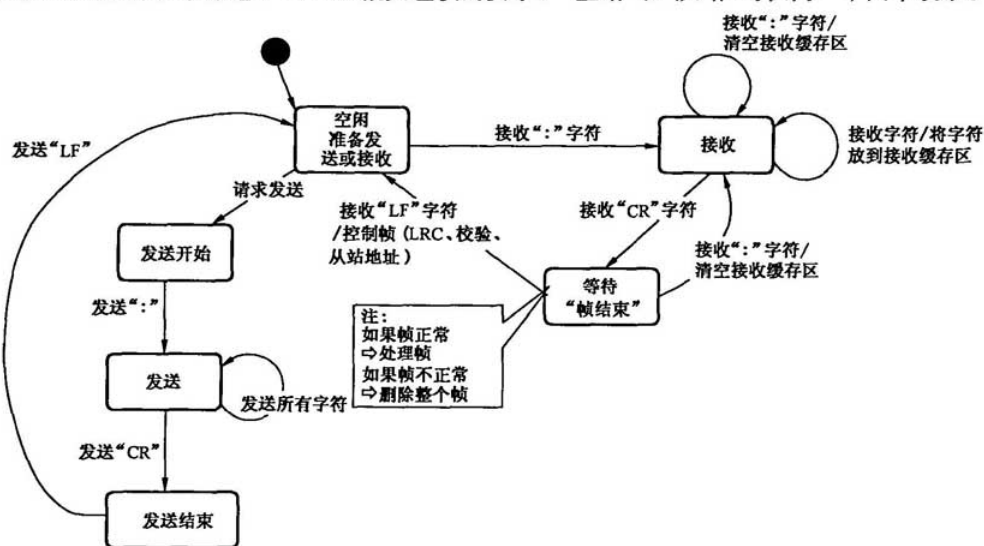 接收“:”字符/
清空接收缓存区
空闲
准备发
送或接收
接收“:”字符
接收
接收字符/将字符
放到接收缓存区
发送“LF”
请求发送
接收“LF”字符
/控制帧(LRC、校验、
从站地址)
接收“CR”字符
发送开始
接收“:”字符/
清空接收缓存区
等待
“帧结束”
发送“:”
注:
如果帧正常
⇨处理帧
如果帧不正常
⇨删除整个帧
发送
发送所有字符
发送“CR”
发送结束